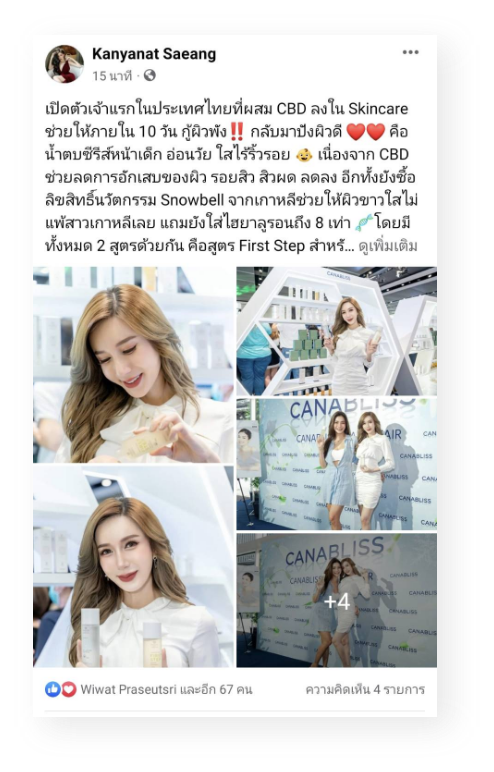 Kanyanat Saeang
15 นาที ·
เปิดตัวเจ้าแรกในประเทศไทยที่ผสม CBD ลงใน Skincare
ช่วยให้ภายใน 10 วัน กู้ผิวพัง‼️ กลับมาปังผิวดี ❤️❤️ คือ
น้ำตบซีรีส์หน้าเด็ก อ่อนวัย ใสไร้ริ้วรอย 👶 เนื่องจาก CBD
ช่วยลดการอักเสบของผิว รอยสิว สิวผด ลดลง อีกทั้งยังซื้อ
ลิขสิทธิ์นวัตกรรม Snowbell จากเกาหลีช่วยให้ผิวขาวใสไม่
แพ้สาวเกาหลีเลย แถมยังใส่ไฮยาลูรอนถึง 8 เท่า 🧬โดยมี
ทั้งหมด 2 สูตรด้วยกัน คือสูตร First Step สำหรั... ดูเพิ่มเติม
CANABLISS
CANABLISS
CANABLISS
+4
Wiwat Praseutsri และอีก 67 คน
ความคิดเห็น 4 รายการ